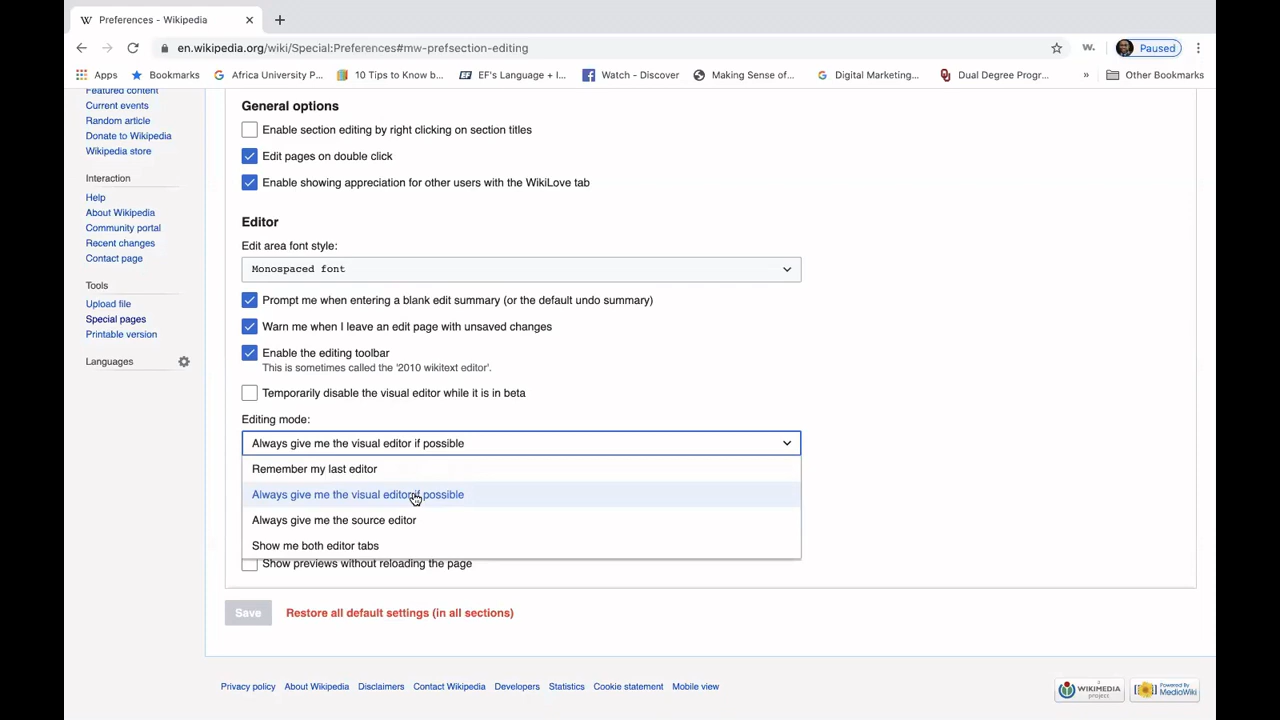 Preferences - Wikipedia
en.wikipedia.org/wiki/Special:Preferences#mw-prefsection-editing
W.
Paused
Apps
Bookmarks
Africa University P...
10 Tips to Know b...
EF's Language + I...
Watch - Discover
Making Sense of...
Digital Marketing...
Dual Degree Progr...
»
Other Bookmarks
Featured content
Current events
Random article
Donate to Wikipedia
Wikipedia store
Interaction
Help
About Wikipedia
Community portal
Recent changes
Contact page
Tools
Upload file
Special pages
Printable version
Languages
General options
Enable section editing by right clicking on section titles
Edit pages on double click
Enable showing appreciation for other users with the WikiLove tab
Editor
Edit area font style:
Monospaced font
Prompt me when entering a blank edit summary (or the default undo summary)
Warn me when I leave an edit page with unsaved changes
Enable the editing toolbar
This is sometimes called the '2010 wikitext editor'.
Temporarily disable the visual editor while it is in beta
Editing mode:
Always give me the visual editor if possible
Remember my last editor
Always give me the visual editor if possible
Always give me the source editor
Show me both editor tabs
Show previews without reloading the page
Save
Restore all default settings (in all sections)
Privacy policy
About Wikipedia
Disclaimers
Contact Wikipedia
Developers
Statistics
Cookie statement
Mobile view
A
WIKIMEDIA
project
Powered By
MediaWiki